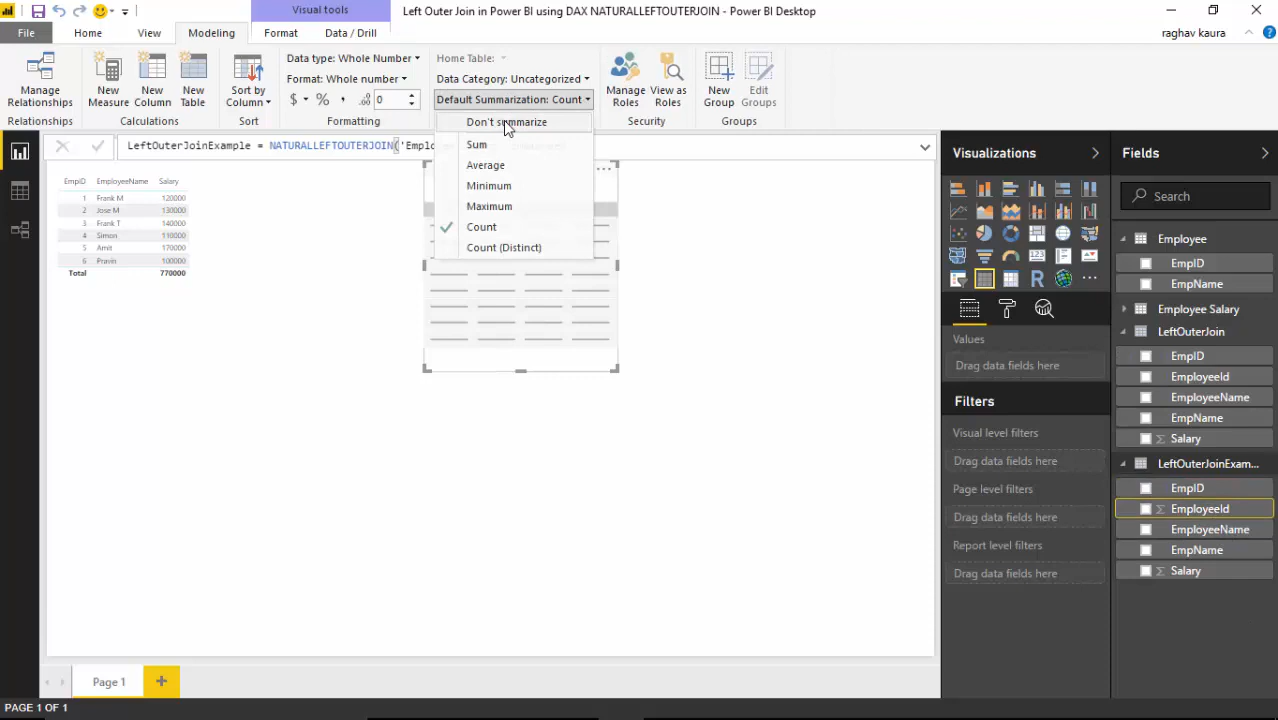 Visual tools
Left Outer Join in Power BI using DAX NATURALLEFTOUTERJOIN - Power BI Desktop
File
Home
View
Modeling
Format
Data / Drill
raghav kaura
Manage Relationships
Relationships
New Measure
New Column
New Table
Calculations
Sort by Column
Sort
Data type: Whole Number
Format: Whole number
$ % , 0
Formatting
Home Table:
Data Category: Uncategorized
Default Summarization: Count
Manage Roles
View as Roles
Security
New Group
Edit Groups
Groups
Don't summarize
Sum
Average
Minimum
Maximum
Count
Count (Distinct)
LeftOuterJoinExample = NATURALLEFTOUTERJOIN('Emplo
EmpID EmployeeName Salary
1 Frank M 120000
2 Jose M 130000
3 Frank T 140000
4 Simon 110000
5 Amit 170000
6 Pravin 100000
Total 770000
Visualizations
Values
Drag data fields here
Filters
Visual level filters
Drag data fields here
Page level filters
Drag data fields here
Report level filters
Drag data fields here
Fields
Search
Employee
EmpID
EmpName
Employee Salary
LeftOuterJoin
EmpID
EmployeeId
EmployeeName
EmpName
Σ Salary
LeftOuterJoinExam...
EmpID
Σ EmployeeId
EmployeeName
EmpName
Σ Salary
Page 1
PAGE 1 OF 1